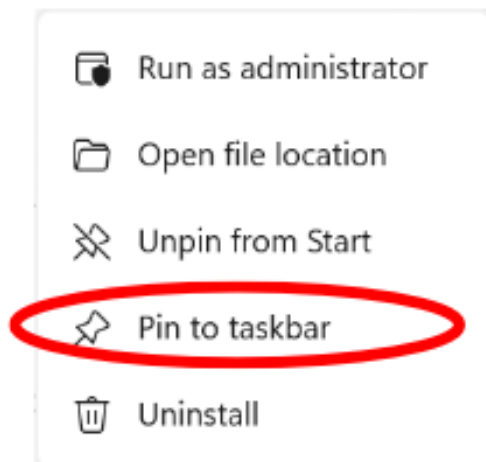 Run as administrator
Open file location
Unpin from Start
Pin to taskbar
Uninstall